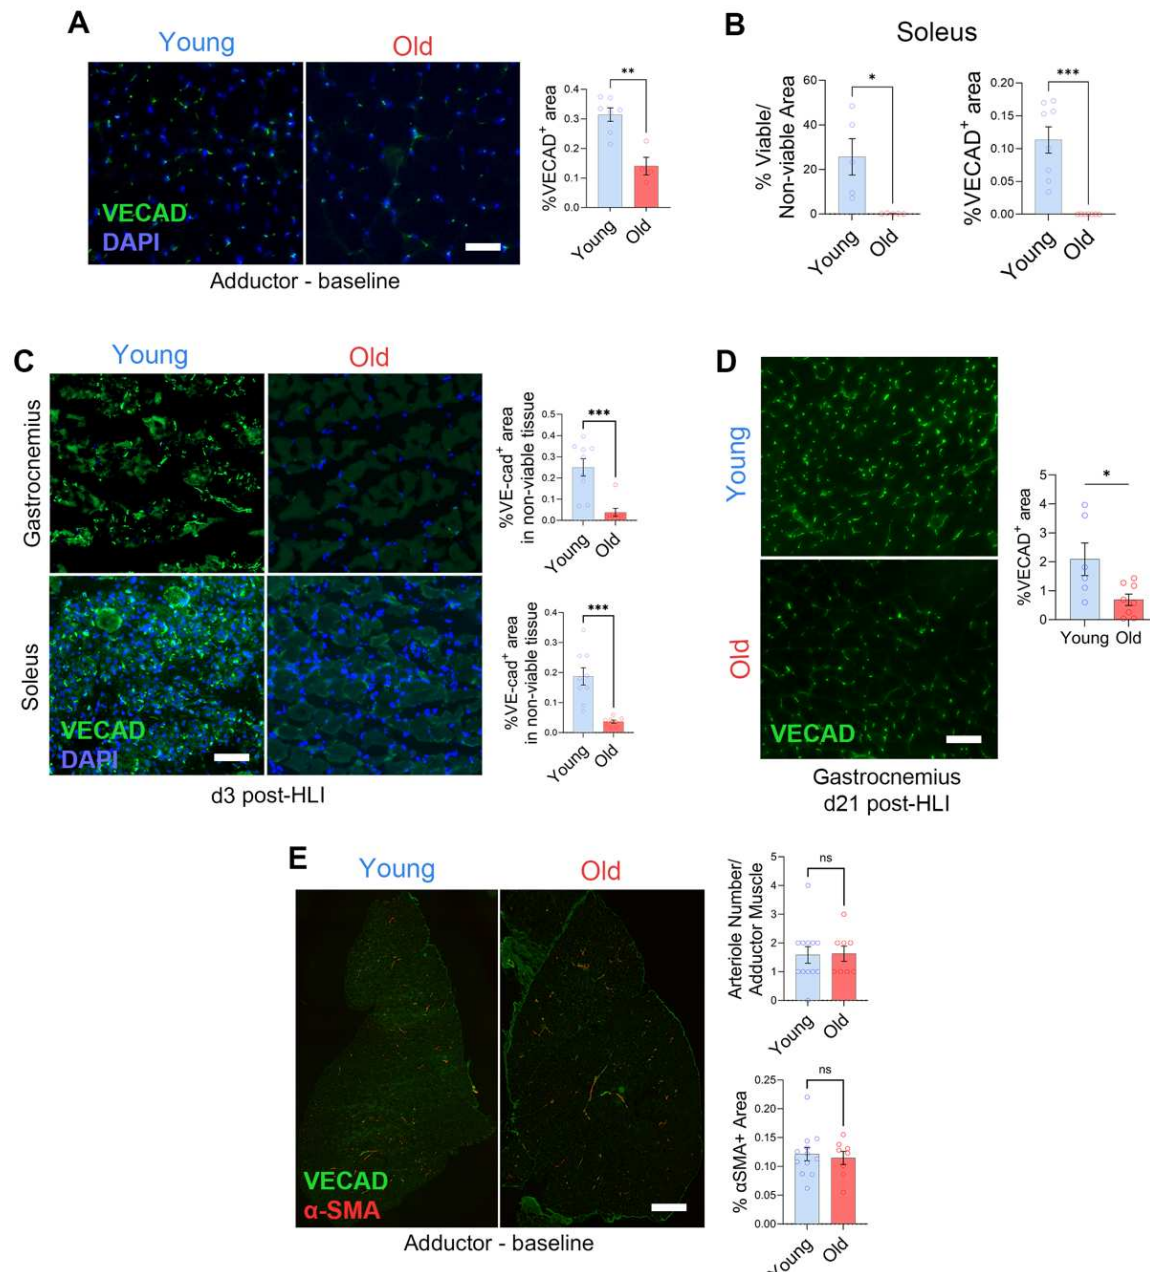 A
Young
Old
VECAD
DAPI
Adductor - baseline
%VECAD⁺ area
0.4
0.3
0.2
0.1
0.0
**
Young
Old
B
Soleus
% Viable/
Non-viable Area
60
40
20
0
*
Young
Old
%VECAD⁺ area
0.20
0.15
0.10
0.05
0.00
***
Young
Old
C
Young
Old
Gastrocnemius
Soleus
VECAD
DAPI
d3 post-HLI
%VE-cad⁺ area
in non-viable tissue
0.5
0.4
0.3
0.2
0.1
0.0
***
Young
Old
%VE-cad⁺ area
in non-viable tissue
0.4
0.3
0.2
0.1
0.0
***
Young
Old
D
Young
Old
VECAD
Gastrocnemius
d21 post-HLI
%VECAD⁺ area
5
4
3
2
1
0
*
Young
Old
E
Young
Old
VECAD
α-SMA
Adductor - baseline
Arteriole Number/
Adductor Muscle
5
4
3
2
1
0
ns
Young
Old
% αSMA+ Area
0.25
0.20
0.15
0.10
0.05
0.00
ns
Young
Old